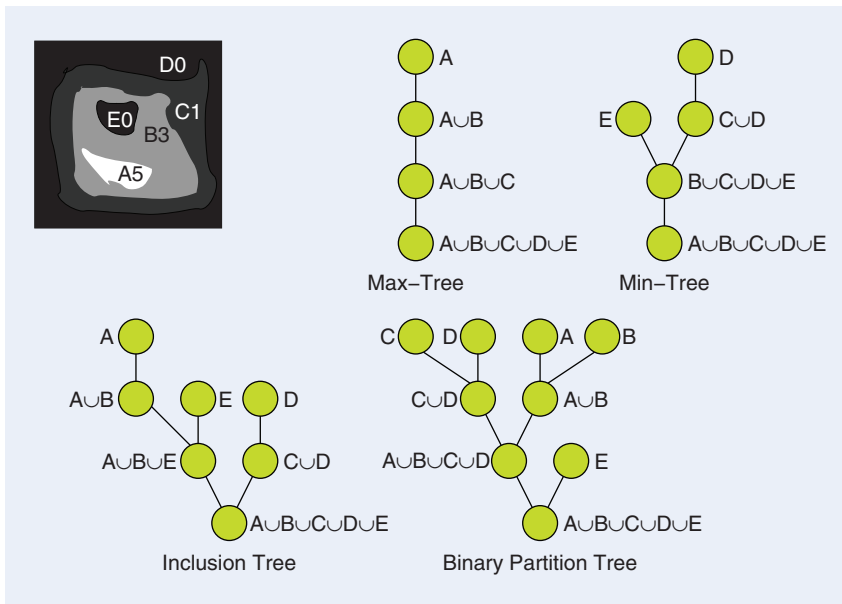 D0
C1
E0
B3
A5
A
A∪B
A∪B∪C
A∪B∪C∪D∪E
Max–Tree
D
E
C∪D
B∪C∪D∪E
A∪B∪C∪D∪E
Min–Tree
A
A∪B
E
D
A∪B∪E
C∪D
A∪B∪C∪D∪E
Inclusion Tree
C
D
A
B
C∪D
A∪B
A∪B∪C∪D
E
A∪B∪C∪D∪E
Binary Partition Tree